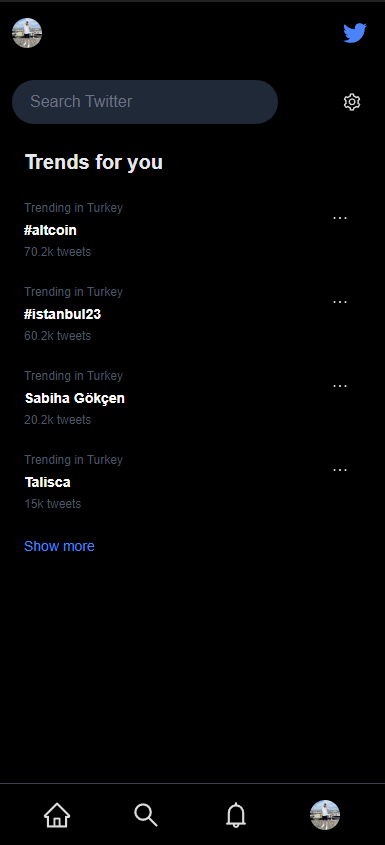 Search Twitter
Trends for you
Trending in Turkey
...
#altcoin
70.2k tweets
Trending in Turkey
...
#istanbul23
60.2k tweets
Trending in Turkey
...
Sabiha Gökçen
20.2k tweets
Trending in Turkey
...
Talisca
15k tweets
Show more